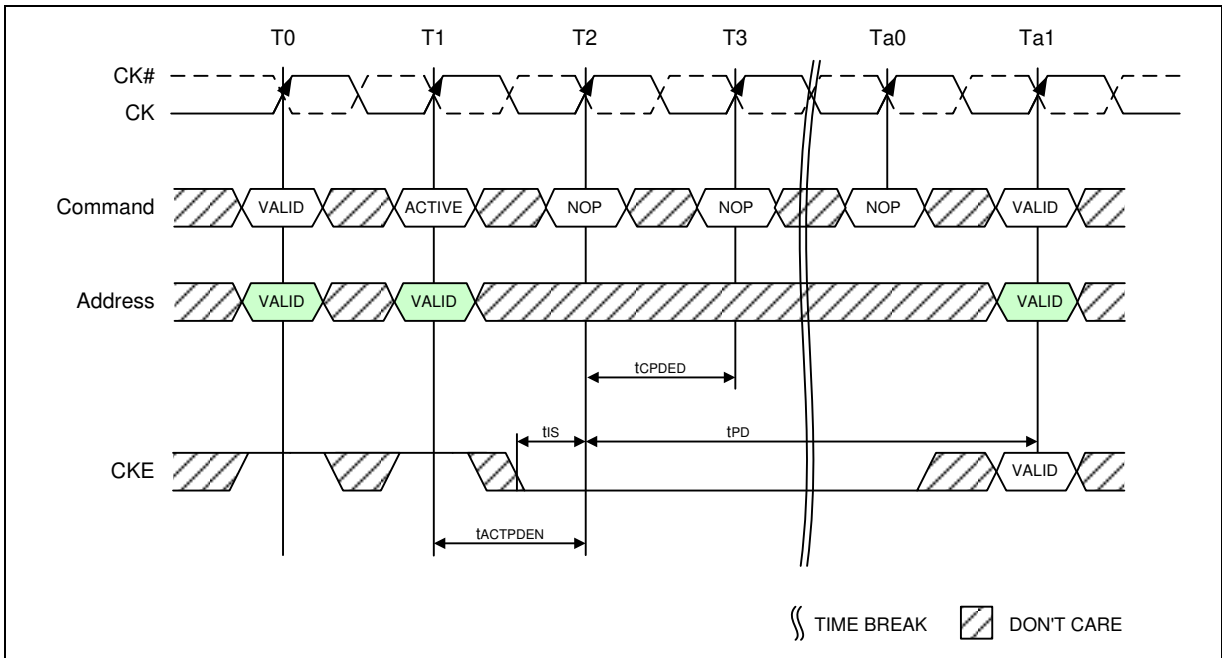 T0 T1 T2 T3 Ta0 Ta1
CK#
CK
Command VALID ACTIVE NOP NOP NOP VALID
Address VALID VALID VALID
tCPDED
tIS tPD
CKE VALID
tACTPDEN
TIME BREAK DON'T CARE